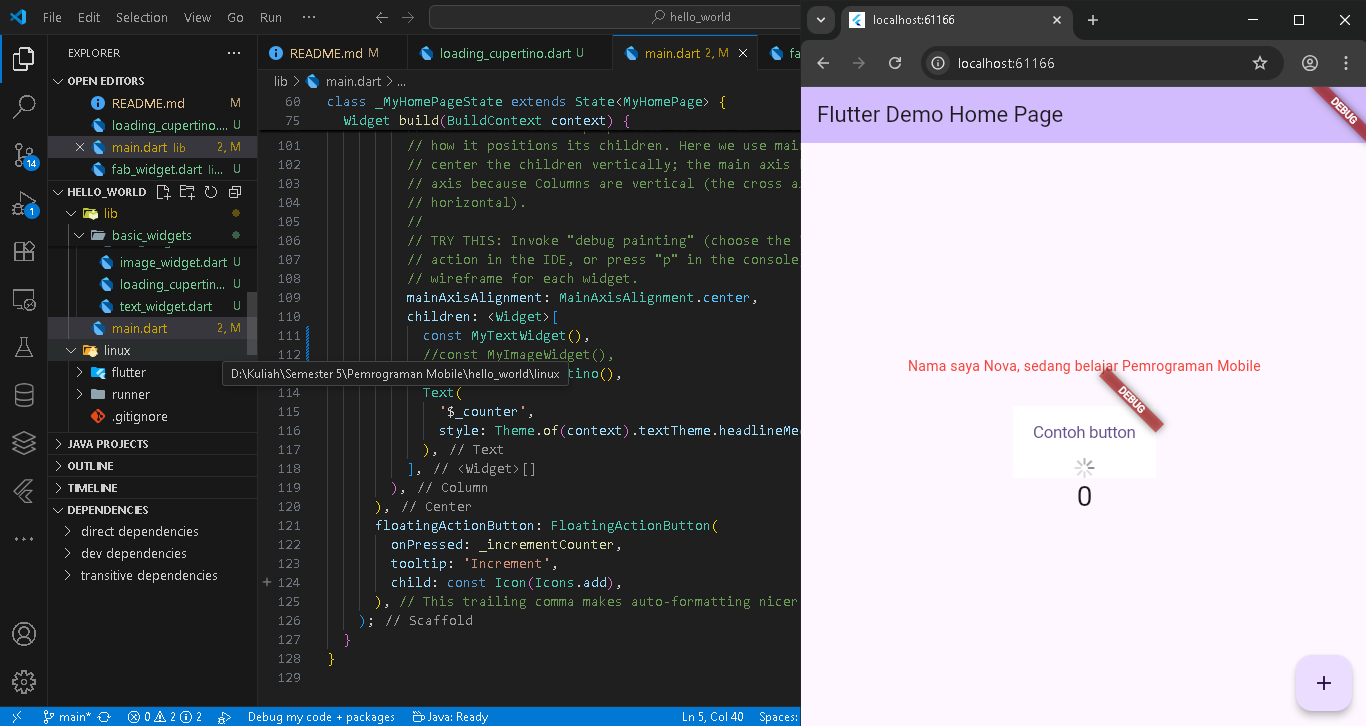 File Edit Selection View Go Run ···
hello_world
EXPLORER
OPEN EDITORS
README.md M
loading_cupertino.... U
main.dart lib 2, M
fab_widget.dart li... U
HELLO_WORLD
lib
basic_widgets
image_widget.dart U
loading_cupertin... U
text_widget.dart U
main.dart 2, M
linux
flutter
runner
.gitignore
JAVA PROJECTS
OUTLINE
TIMELINE
DEPENDENCIES
direct dependencies
dev dependencies
transitive dependencies
14
1
README.md M
loading_cupertino.dart U
main.dart 2, M
fa
lib > main.dart > ...
60 class _MyHomePageState extends State<MyHomePage> {
75 Widget build(BuildContext context) {
101 // how it positions its children. Here we use mai
102 // center the children vertically; the main axis
103 // axis because Columns are vertical (the cross a
104 // horizontal).
105 //
106 // TRY THIS: Invoke "debug painting" (choose the
107 // action in the IDE, or press "p" in the console
108 // wireframe for each widget.
109 mainAxisAlignment: MainAxisAlignment.center,
110 children: <Widget>[
111 const MyTextWidget(),
112 //const MyImageWidget(),
tino(),
D:\Kuliah\Semester 5\Pemrograman Mobile\hello_world\linux
114 Text(
115 '$_counter',
116 style: Theme.of(context).textTheme.headlineMe
117 ), // Text
118 ], // <Widget>[]
119 ), // Column
120 ), // Center
121 floatingActionButton: FloatingActionButton(
122 onPressed: _incrementCounter,
123 tooltip: 'Increment',
124 child: const Icon(Icons.add),
125 ), // This trailing comma makes auto-formatting nicer
126 ); // Scaffold
127 }
128 }
129
main* 0 2 2 Debug my code + packages Java: Ready Ln 5, Col 40 Spaces:
localhost:61166
localhost:61166
Flutter Demo Home Page
DEBUG
Nama saya Nova, sedang belajar Pemrograman Mobile
DEBUG
Contoh button
0
+